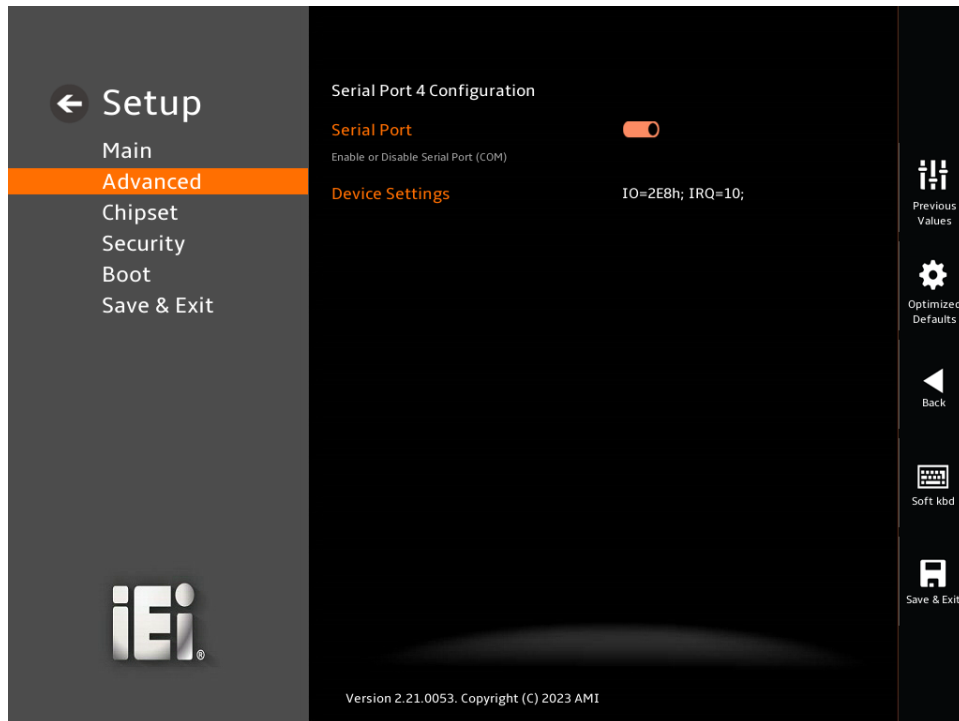 Setup
Main
Advanced
Chipset
Security
Boot
Save & Exit
iEi®
Serial Port 4 Configuration
Serial Port
Enable or Disable Serial Port (COM)
Device Settings IO=2E8h; IRQ=10;
Version 2.21.0053. Copyright (C) 2023 AMI
Previous
Values
Optimized
Defaults
Back
Soft kbd
Save & Exit